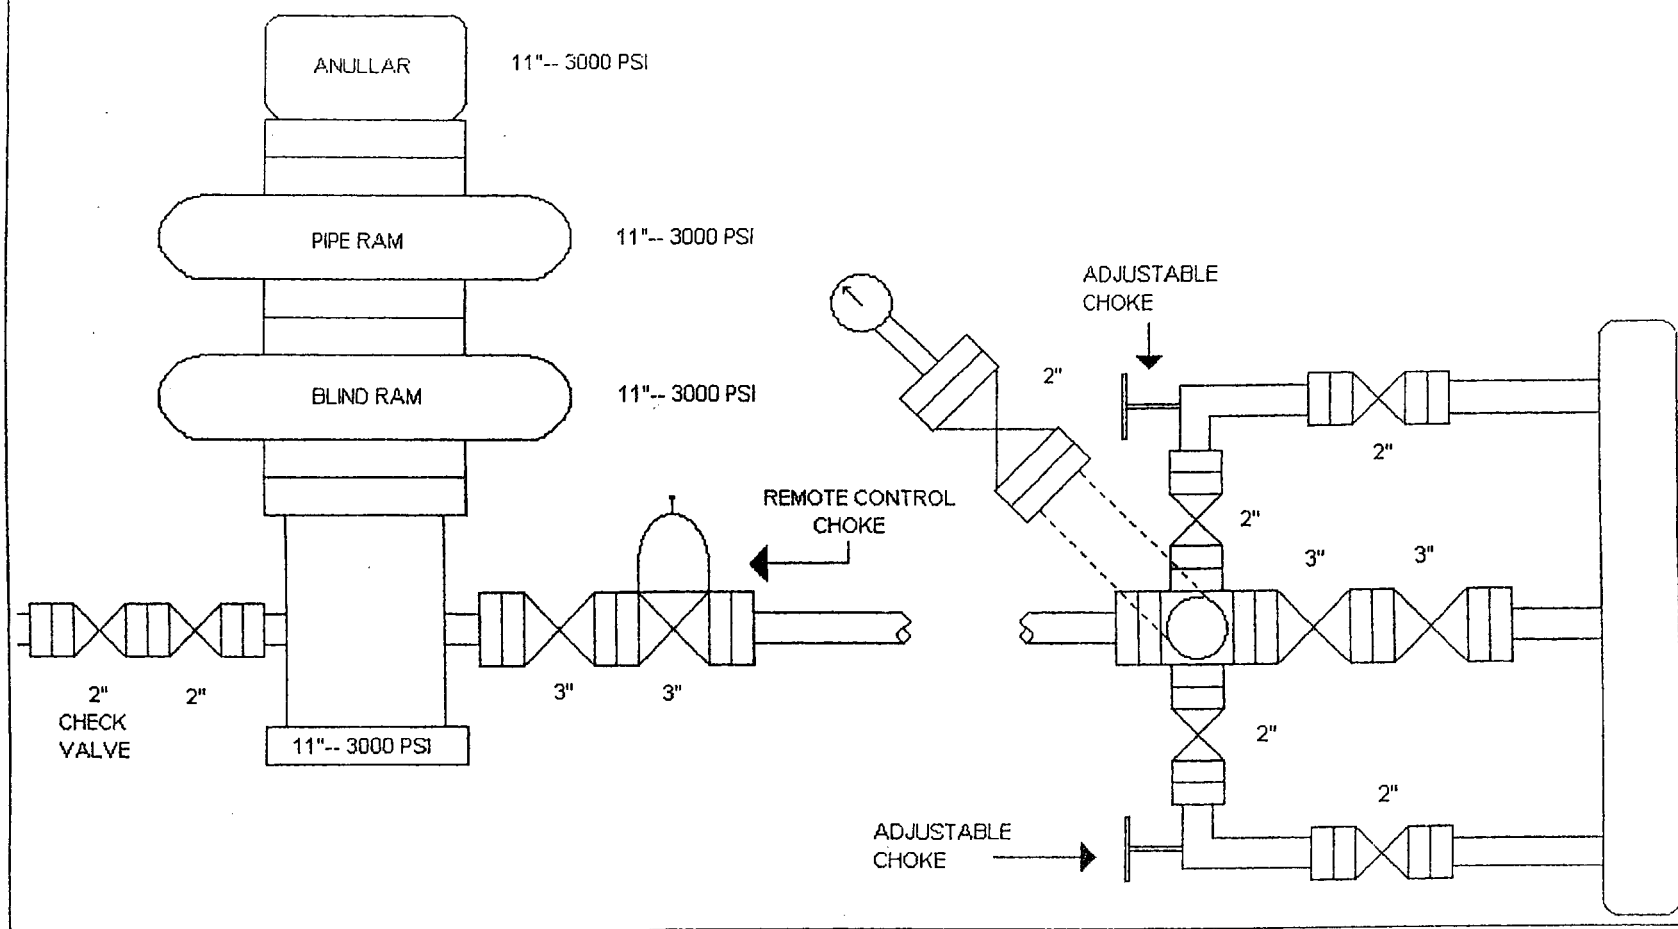 ANULLAR
11"-- 3000 PSI
PIPE RAM
11"-- 3000 PSI
BLIND RAM
11"-- 3000 PSI
REMOTE CONTROL
CHOKE
2"
CHECK
VALVE
2"
11"-- 3000 PSI
3"
3"
2"
ADJUSTABLE
CHOKE
2"
2"
3"
3"
2"
2"
ADJUSTABLE
CHOKE